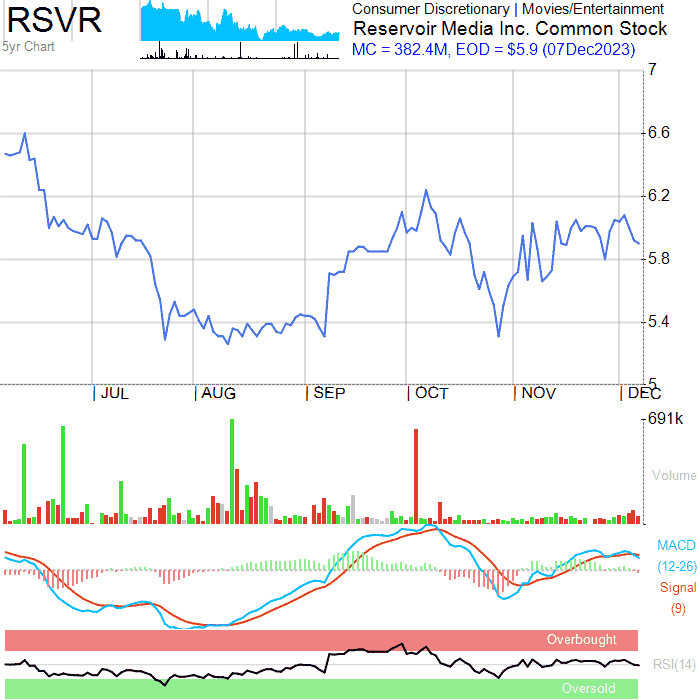 RSVR
5yr Chart
Consumer Discretionary | Movies/Entertainment
Reservoir Media Inc. Common Stock
MC = 382.4M, EOD = $5.9 (07Dec2023)
7
6.6
6.2
5.8
5.4
5
| JUL | AUG | SEP | OCT | NOV | DEC
691k
Volume
MACD
(12-26)
Signal
(9)
Overbought
RSI(14)
Oversold